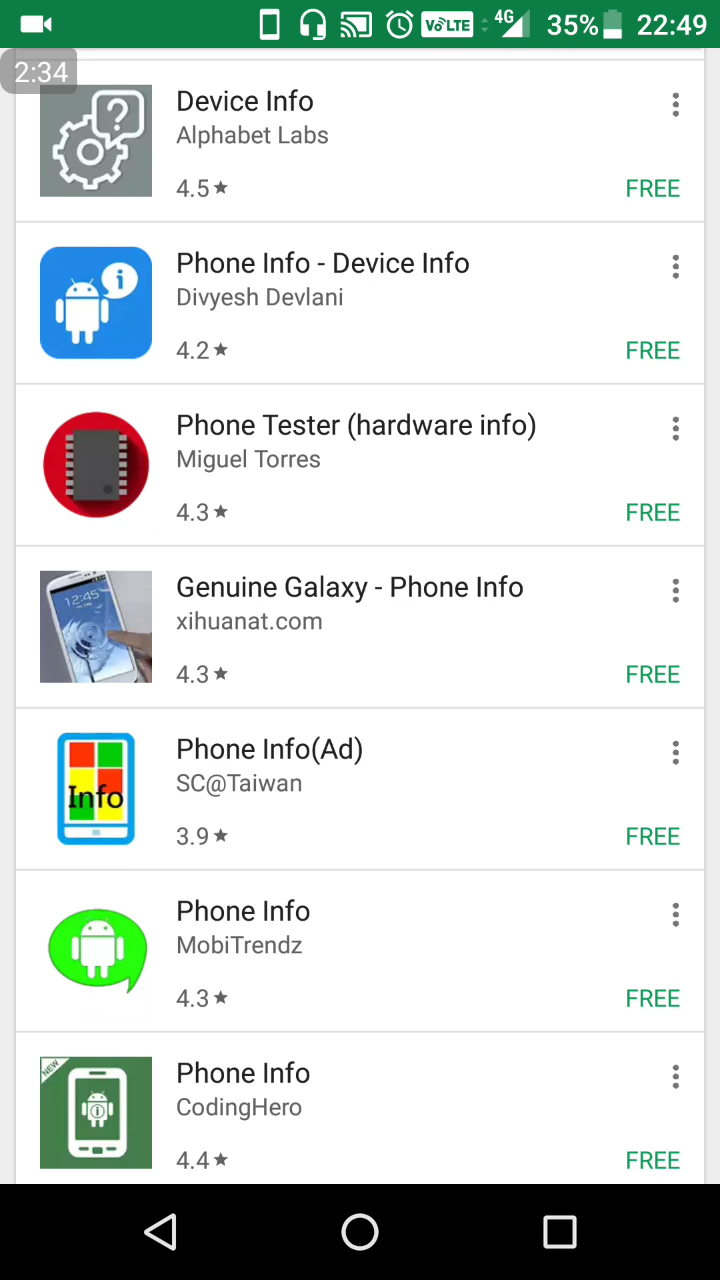 VoLTE 4G 35% 22:49
2:34
Device Info
Alphabet Labs
4.5★ FREE
i
Phone Info - Device Info
Divyesh Devlani
4.2★ FREE
Phone Tester (hardware info)
Miguel Torres
4.3★ FREE
12:45
Genuine Galaxy - Phone Info
xihuanat.com
4.3★ FREE
Info
Phone Info(Ad)
SC@Taiwan
3.9★ FREE
Phone Info
MobiTrendz
4.3★ FREE
NEW
Phone Info
CodingHero
4.4★ FREE